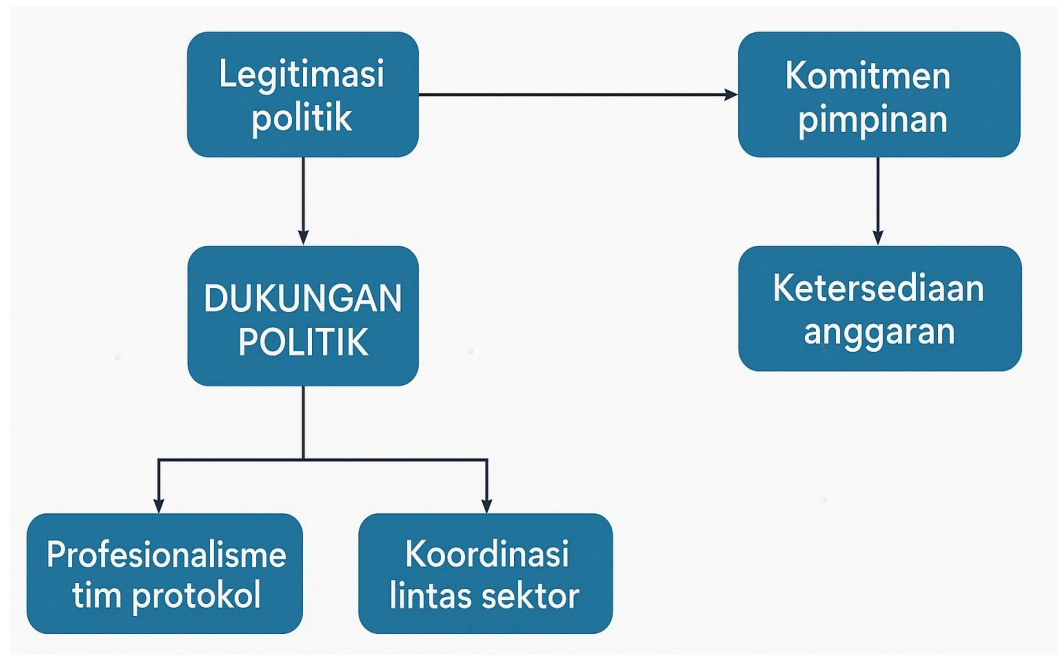 Legitimasi
politik
Komitmen
pimpinan
DUKUNGAN
POLITIK
Ketersediaan
anggaran
Profesionalisme
tim protokol
Koordinasi
lintas sektor